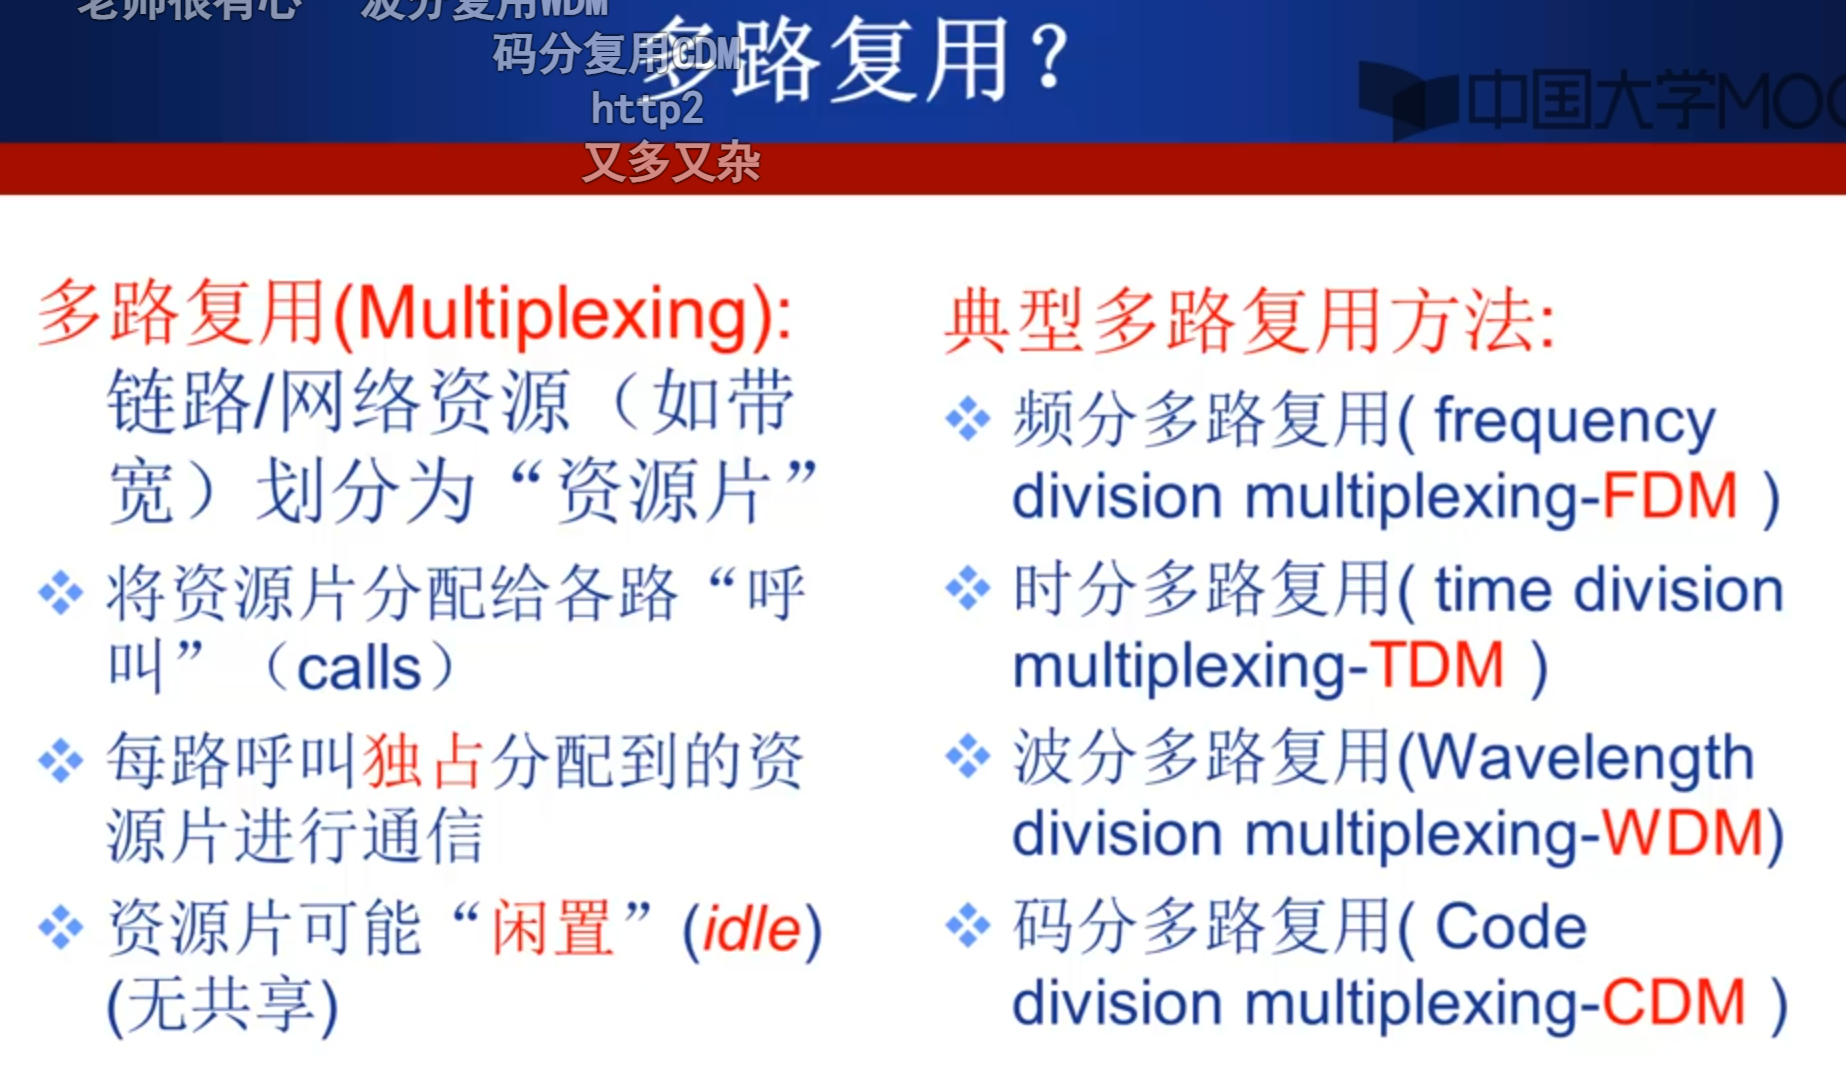 老师很有心 波分复用WDM
码分复用CDM
多路复用？
http2
中国大学MOO
又多又杂
多路复用(Multiplexing):
链路/网络资源（如带
宽）划分为“资源片”
将资源片分配给各路“呼
叫”（calls）
每路呼叫独占分配到的资
源片进行通信
资源片可能“闲置”(idle)
(无共享)
典型多路复用方法:
频分多路复用( frequency
division multiplexing-FDM )
时分多路复用( time division
multiplexing-TDM )
波分多路复用(Wavelength
division multiplexing-WDM)
码分多路复用( Code
division multiplexing-CDM )